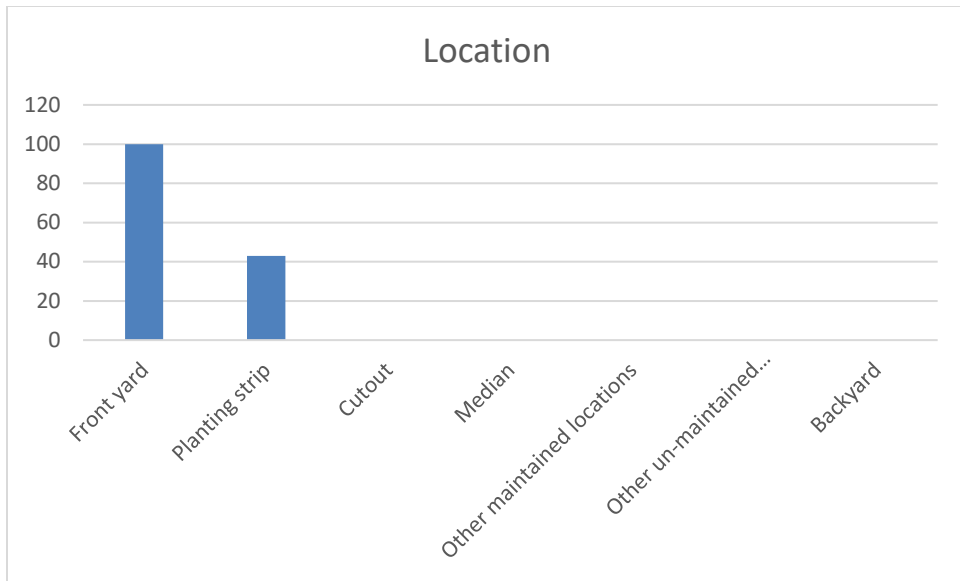 Location
120
100
80
60
40
20
0
Front yard
Planting strip
Cutout
Median
Other maintained locations
Other un-maintained...
Backyard